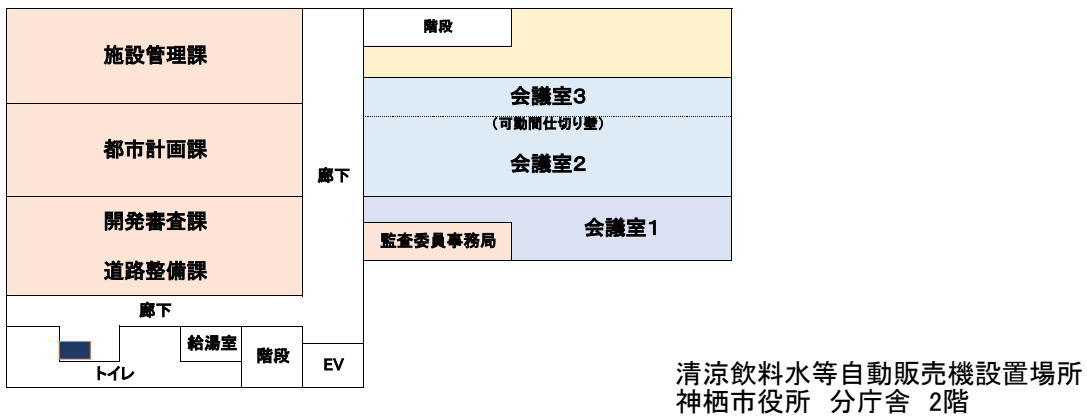 階段
施設管理課
会議室３
(可動間仕切り壁)
都市計画課
会議室２
廊下
開発審査課
会議室１
監査委員事務局
道路整備課
廊下
給湯室
階段
EV
トイレ
清涼飲料水等自動販売機設置場所
神栖市役所　分庁舎　2階